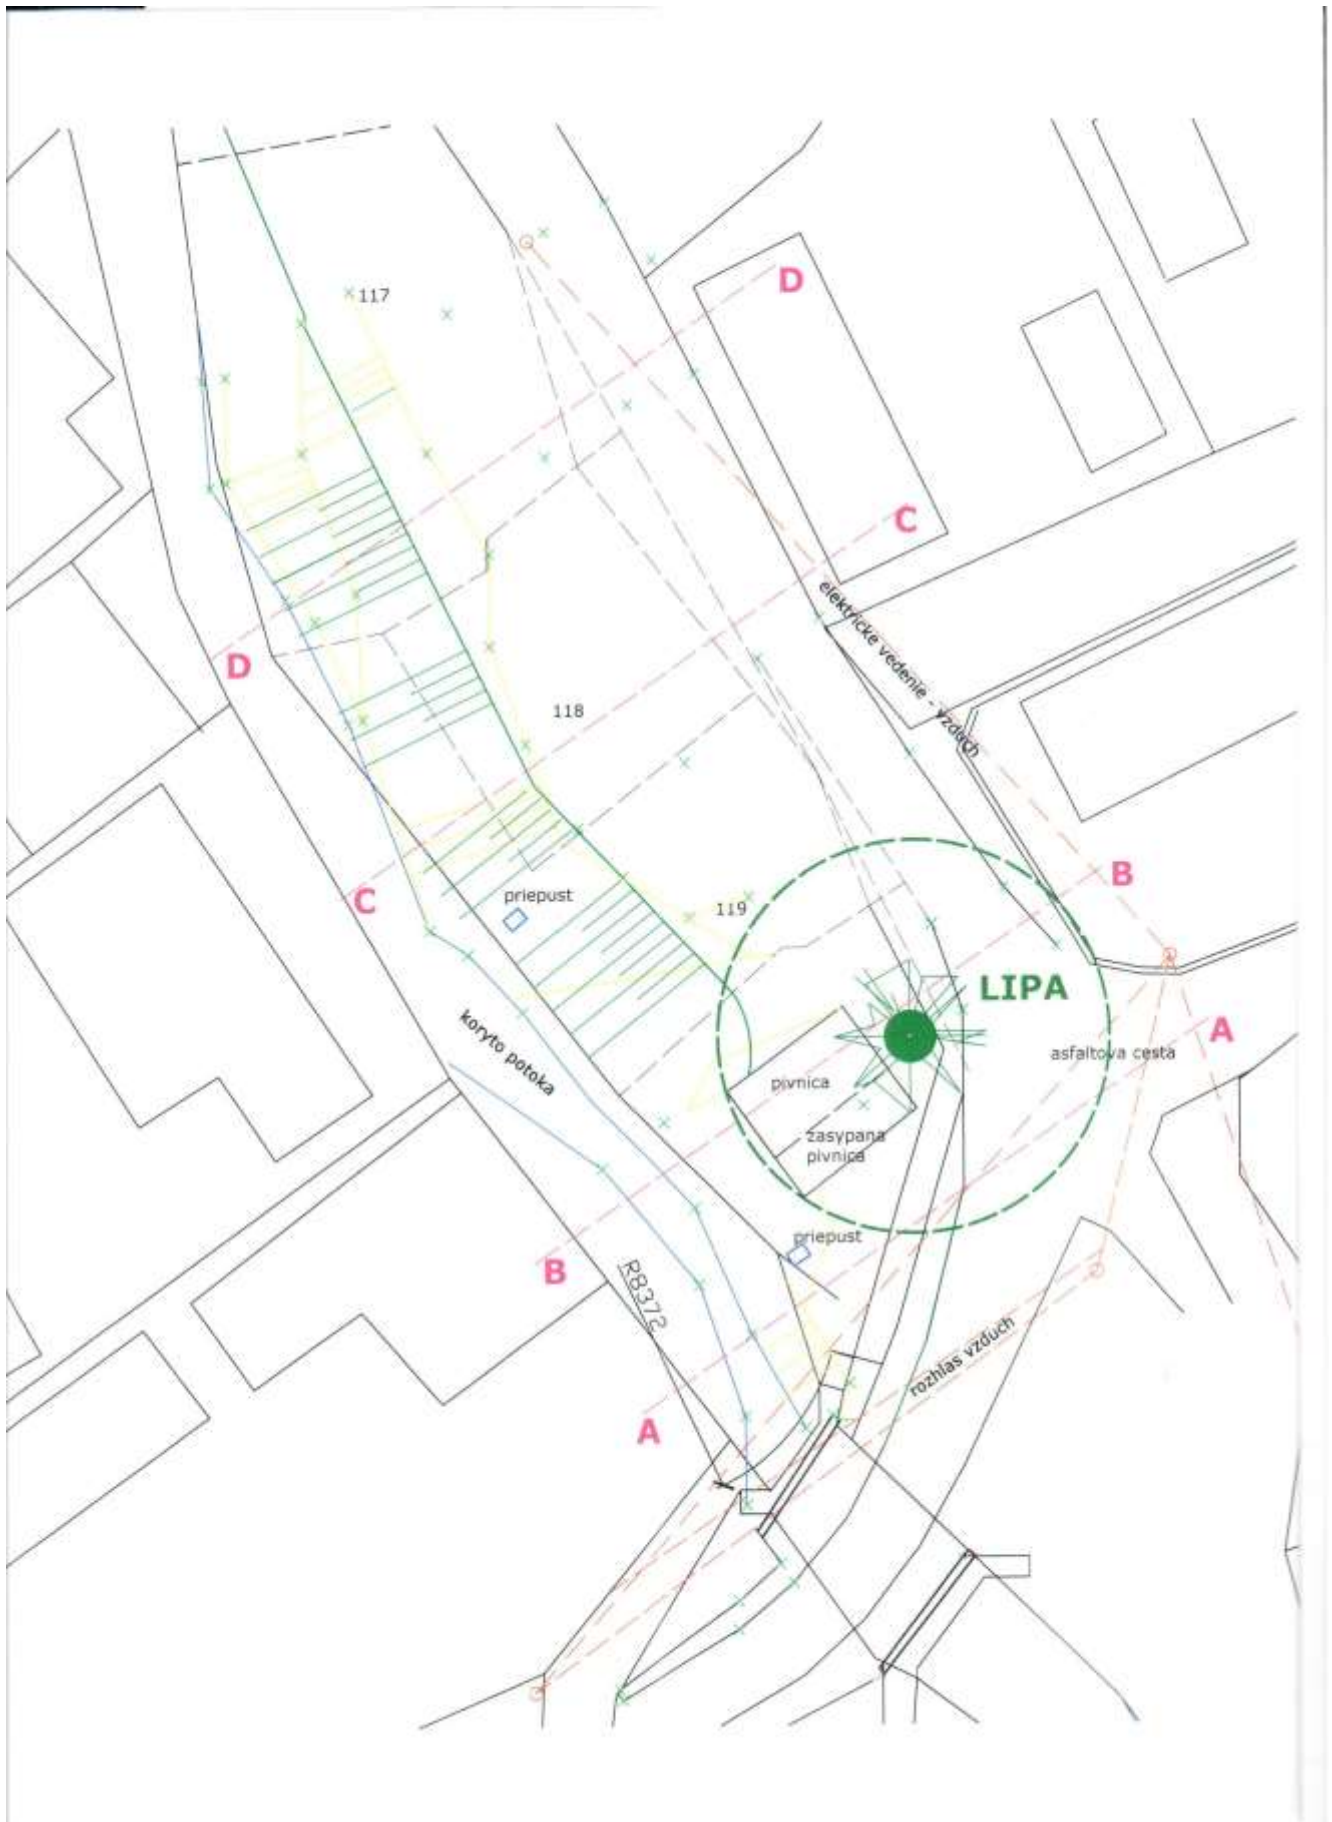 117
D
C
elektricke vedenie - vzduch
D
118
B
C
priepust
119
LIPA
A
koryto potoka
asfaltova cesta
pivnica
zasypana
pivnica
priepust
B
R8372
rozhlas vzduch
A